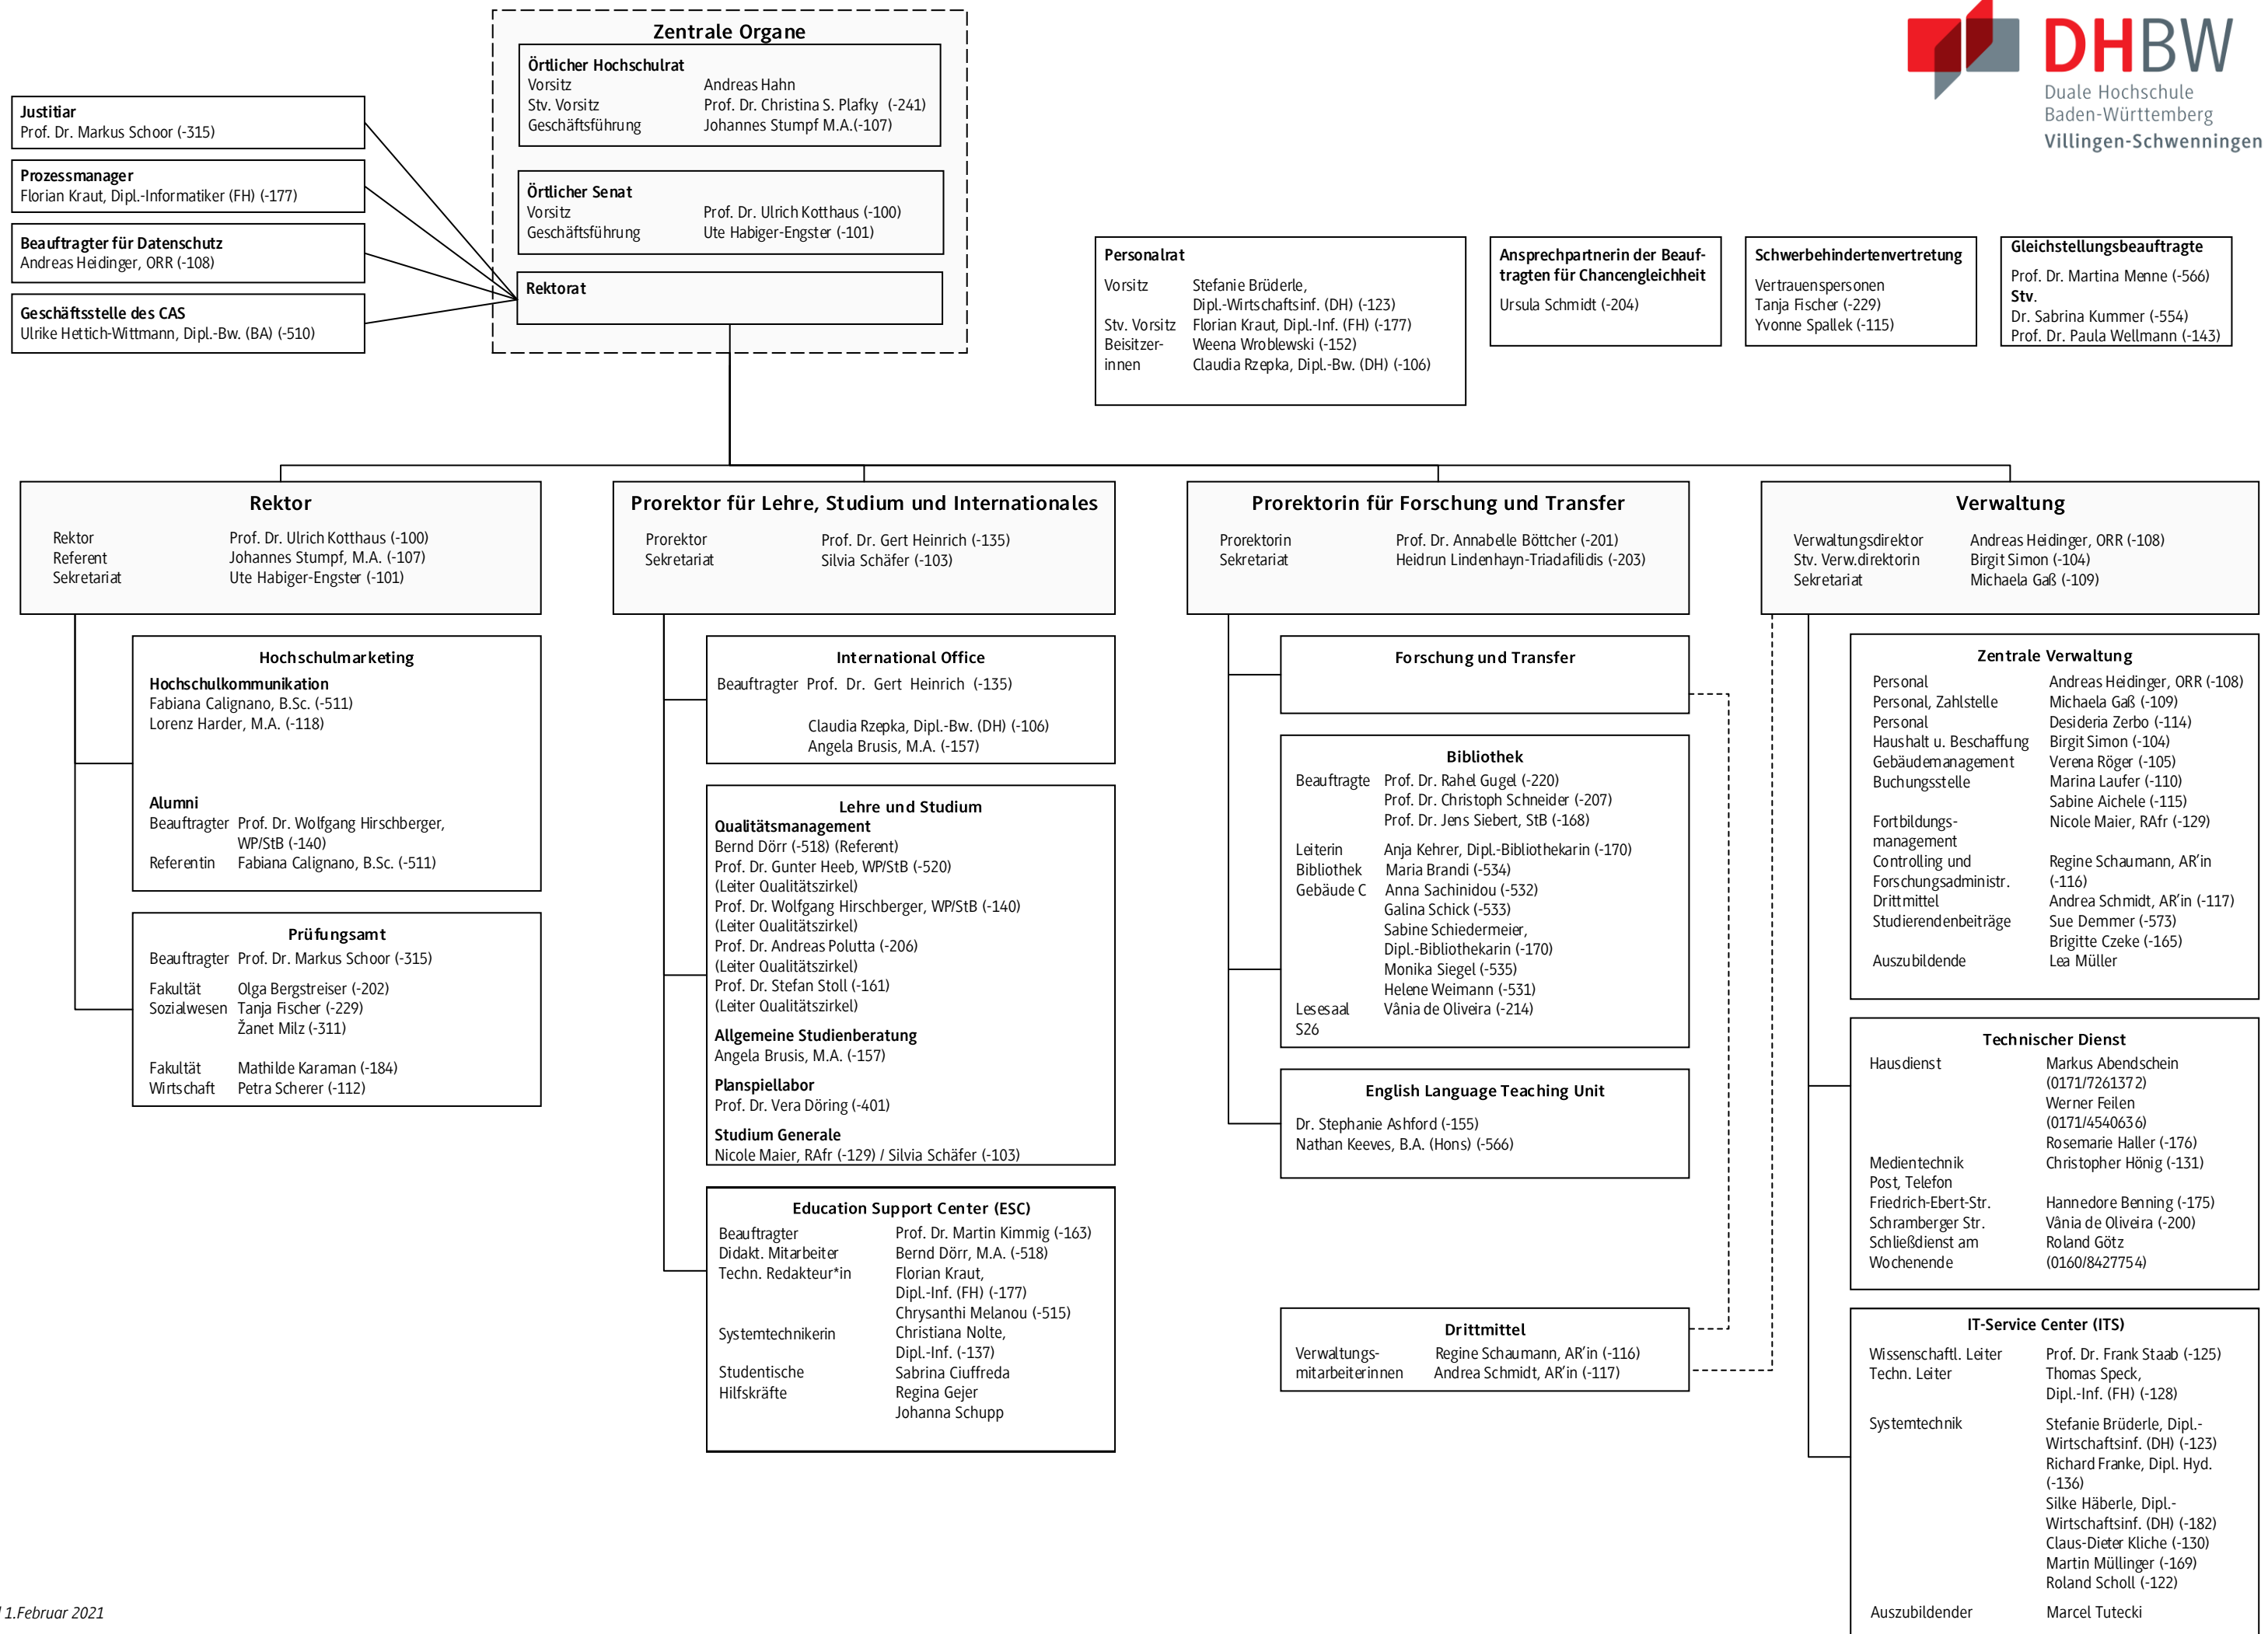 Zentrale Organe
Örtlicher Hochschulrat
Vorsitz Andreas Hahn
Stv. Vorsitz Prof. Dr. Christina S. Plafky (-241)
Geschäftsführung Johannes Stumpf M.A.(-107)
Örtlicher Senat
Vorsitz Prof. Dr. Ulrich Kotthaus (-100)
Geschäftsführung Ute Habiger-Engster (-101)
Rektorat
DHBW
Duale Hochschule
Baden-Württemberg
Villingen-Schwenningen
Justitiar
Prof. Dr. Markus Schoor (-315)
Prozessmanager
Florian Kraut, Dipl.-Informatiker (FH) (-177)
Beauftragter für Datenschutz
Andreas Heidinger, ORR (-108)
Geschäftsstelle des CAS
Ulrike Hettich-Wittmann, Dipl.-Bw. (BA) (-510)
Personalrat
Vorsitz Stefanie Brüderle,
Dipl.-Wirtschaftsinf. (DH) (-123)
Stv. Vorsitz Florian Kraut, Dipl.-Inf. (FH) (-177)
Beisitzer- Weena Wroblewski (-152)
innen Claudia Rzepka, Dipl.-Bw. (DH) (-106)
Ansprechpartnerin der Beauf-
tragten für Chancengleichheit
Ursula Schmidt (-204)
Schwerbehindertenvertretung
Vertrauenspersonen
Tanja Fischer (-229)
Yvonne Spallek (-115)
Gleichstellungsbeauftragte
Prof. Dr. Martina Menne (-566)
Stv.
Dr. Sabrina Kummer (-554)
Prof. Dr. Paula Wellmann (-143)
Rektor
Rektor Prof. Dr. Ulrich Kotthaus (-100)
Referent Johannes Stumpf, M.A. (-107)
Sekretariat Ute Habiger-Engster (-101)
Hochschulmarketing
Hochschulkommunikation
Fabiana Calignano, B.Sc. (-511)
Lorenz Harder, M.A. (-118)
Alumni
Beauftragter Prof. Dr. Wolfgang Hirschberger,
WP/StB (-140)
Referentin Fabiana Calignano, B.Sc. (-511)
Prüfungsamt
Beauftragter Prof. Dr. Markus Schoor (-315)
Fakultät Olga Bergstreiser (-202)
Sozialwesen Tanja Fischer (-229)
Žanet Milz (-311)
Fakultät Mathilde Karaman (-184)
Wirtschaft Petra Scherer (-112)
Prorektor für Lehre, Studium und Internationales
Prorektor Prof. Dr. Gert Heinrich (-135)
Sekretariat Silvia Schäfer (-103)
International Office
Beauftragter Prof. Dr. Gert Heinrich (-135)
Claudia Rzepka, Dipl.-Bw. (DH) (-106)
Angela Brusis, M.A. (-157)
Lehre und Studium
Qualitätsmanagement
Bernd Dörr (-518) (Referent)
Prof. Dr. Gunter Heeb, WP/StB (-520)
(Leiter Qualitätszirkel)
Prof. Dr. Wolfgang Hirschberger, WP/StB (-140)
(Leiter Qualitätszirkel)
Prof. Dr. Andreas Polutta (-206)
(Leiter Qualitätszirkel)
Prof. Dr. Stefan Stoll (-161)
(Leiter Qualitätszirkel)
Allgemeine Studienberatung
Angela Brusis, M.A. (-157)
Planspiellabor
Prof. Dr. Vera Döring (-401)
Studium Generale
Nicole Maier, RAfr (-129) / Silvia Schäfer (-103)
Education Support Center (ESC)
Beauftragter Prof. Dr. Martin Kimmig (-163)
Didakt. Mitarbeiter Bernd Dörr, M.A. (-518)
Techn. Redakteur*in Florian Kraut,
Dipl.-Inf. (FH) (-177)
Chrysanthi Melanou (-515)
Systemtechnikerin Christiana Nolte,
Dipl.-Inf. (-137)
Studentische Sabrina Ciuffreda
Hilfskräfte Regina Gejer
Johanna Schupp
Prorektorin für Forschung und Transfer
Prorektorin Prof. Dr. Annabelle Böttcher (-201)
Sekretariat Heidrun Lindenhayn-Triadafilidis (-203)
Forschung und Transfer
Bibliothek
Beauftragte Prof. Dr. Rahel Gugel (-220)
Prof. Dr. Christoph Schneider (-207)
Prof. Dr. Jens Siebert, StB (-168)
Leiterin Anja Kehrer, Dipl.-Bibliothekarin (-170)
Bibliothek Maria Brandi (-534)
Gebäude C Anna Sachinidou (-532)
Galina Schick (-533)
Sabine Schiedermeier,
Dipl.-Bibliothekarin (-170)
Monika Siegel (-535)
Helene Weimann (-531)
Lesesaal Vânia de Oliveira (-214)
S26
English Language Teaching Unit
Dr. Stephanie Ashford (-155)
Nathan Keeves, B.A. (Hons) (-566)
Drittmittel
Verwaltungs- Regine Schaumann, AR'in (-116)
mitarbeiterinnen Andrea Schmidt, AR'in (-117)
Verwaltung
Verwaltungsdirektor Andreas Heidinger, ORR (-108)
Stv. Verw.direktorin Birgit Simon (-104)
Sekretariat Michaela Gaß (-109)
Zentrale Verwaltung
Personal Andreas Heidinger, ORR (-108)
Personal, Zahlstelle Michaela Gaß (-109)
Personal Desideria Zerbo (-114)
Haushalt u. Beschaffung Birgit Simon (-104)
Gebäudemanagement Verena Röger (-105)
Buchungsstelle Marina Laufer (-110)
Sabine Aichele (-115)
Fortbildungs- Nicole Maier, RAfr (-129)
management
Controlling und Regine Schaumann, AR'in
Forschungsadministr. (-116)
Drittmittel Andrea Schmidt, AR'in (-117)
Studierendenbeiträge Sue Demmer (-573)
Brigitte Czeke (-165)
Auszubildende Lea Müller
Technischer Dienst
Hausdienst Markus Abendschein
(0171/7261372)
Werner Feilen
(0171/4540636)
Rosemarie Haller (-176)
Medientechnik Christopher Hönig (-131)
Post, Telefon
Friedrich-Ebert-Str. Hannedore Benning (-175)
Schramberger Str. Vânia de Oliveira (-200)
Schließdienst am Roland Götz
Wochenende (0160/8427754)
IT-Service Center (ITS)
Wissenschaftl. Leiter Prof. Dr. Frank Staab (-125)
Techn. Leiter Thomas Speck,
Dipl.-Inf. (FH) (-128)
Systemtechnik Stefanie Brüderle, Dipl.-
Wirtschaftsinf. (DH) (-123)
Richard Franke, Dipl. Hyd.
(-136)
Silke Häberle, Dipl.-
Wirtschaftsinf. (DH) (-182)
Claus-Dieter Kliche (-130)
Martin Müllinger (-169)
Roland Scholl (-122)
Auszubildender Marcel Tutecki
1.Februar 2021